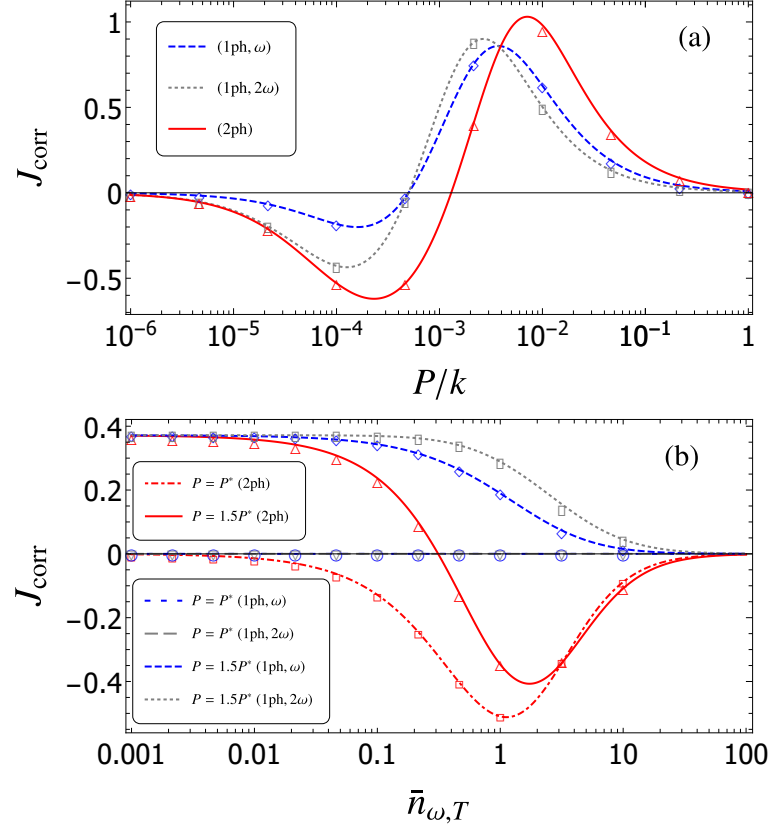 1
(a)
(1ph, ω)
(1ph, 2ω)
(2ph)
0.5
0
−0.5
J_corr
10^−6 10^−5 10^−4 10^−3 10^−2 10^−1 1
P/k
0.4
(b)
P = P* (2ph)
P = 1.5P* (2ph)
0.2
0
P = P* (1ph, ω)
P = P* (1ph, 2ω)
P = 1.5P* (1ph, ω)
P = 1.5P* (1ph, 2ω)
−0.2
−0.4
J_corr
0.001 0.01 0.1 1 10 100
n̄_ω,T